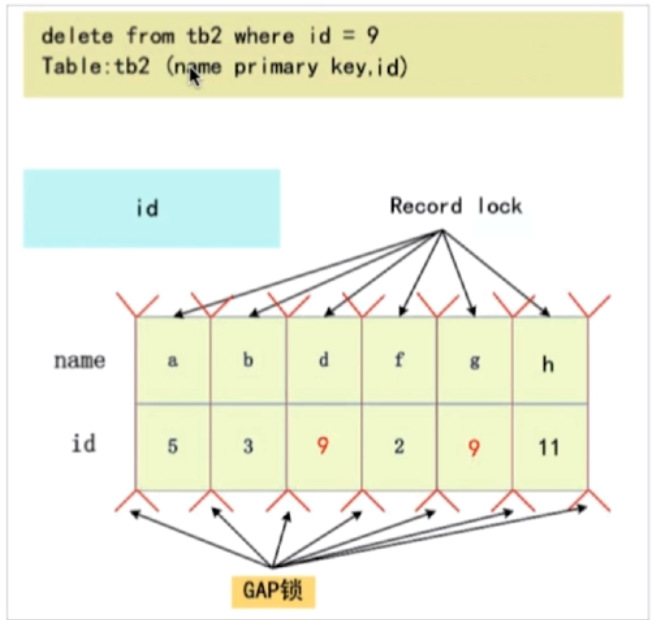 delete from tb2 where id = 9
Table:tb2 (name primary key,id)
id
Record lock
name a b d f g h
id 5 3 9 2 9 11
GAP锁